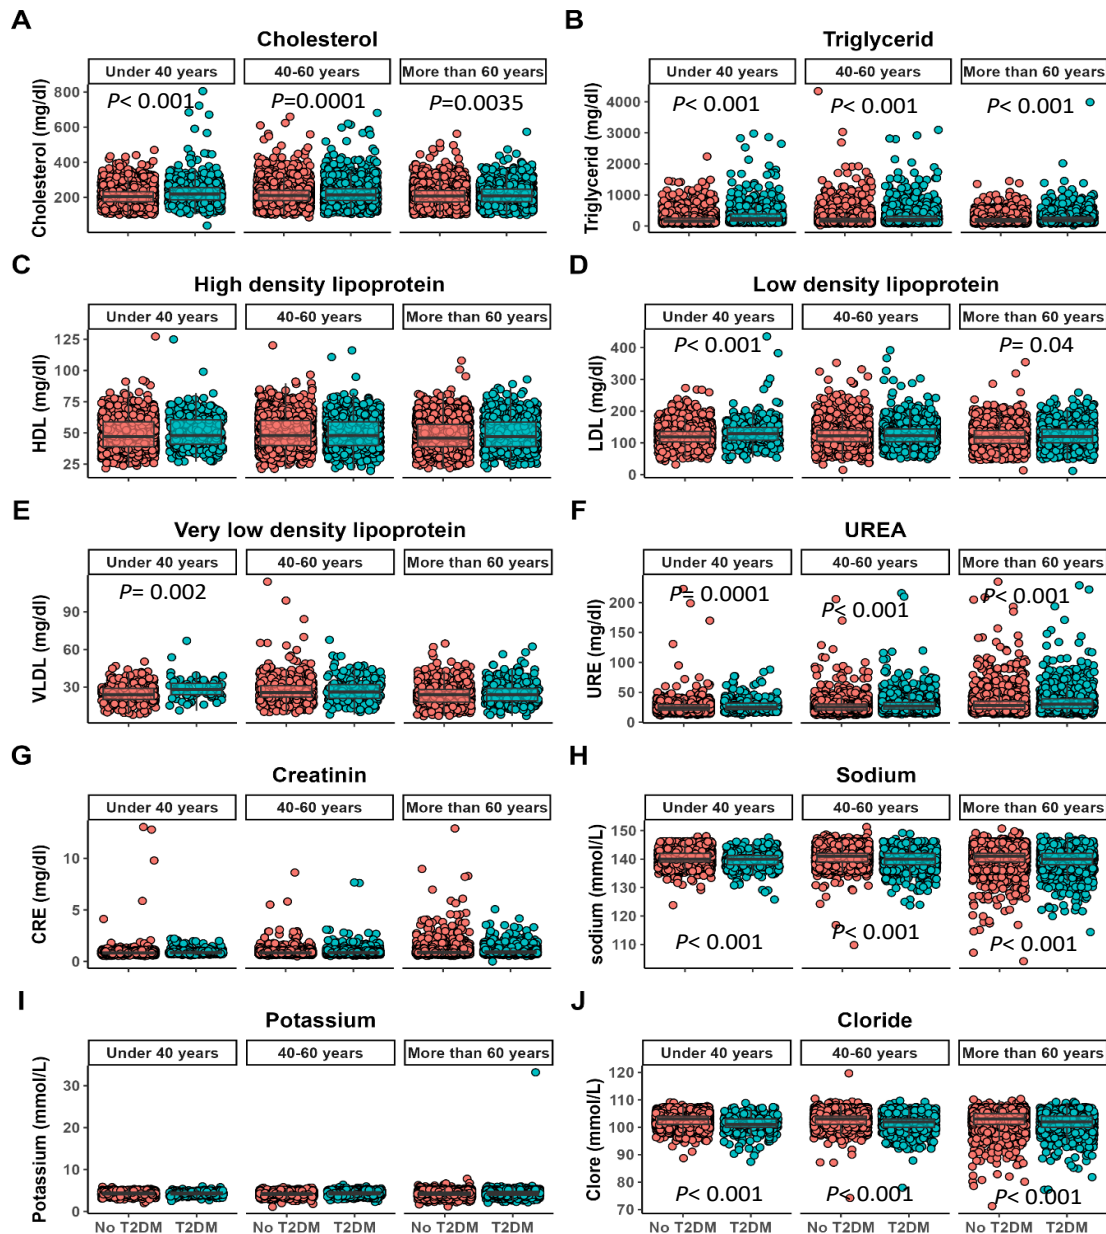 A
Cholesterol
Under 40 years
40-60 years
More than 60 years
P< 0.001
P=0.0001
P=0.0035
Cholesterol (mg/dl)
800
600
400
200
B
Triglycerid
Under 40 years
40-60 years
More than 60 years
P< 0.001
P< 0.001
P< 0.001
Triglycerid (mg/dl)
4000
3000
2000
1000
0
C
High density lipoprotein
Under 40 years
40-60 years
More than 60 years
HDL (mg/dl)
125
100
75
50
25
D
Low density lipoprotein
Under 40 years
40-60 years
More than 60 years
P< 0.001
P= 0.04
LDL (mg/dl)
400
300
200
100
0
E
Very low density lipoprotein
Under 40 years
40-60 years
More than 60 years
P= 0.002
VLDL (mg/dl)
90
60
30
F
UREA
Under 40 years
40-60 years
More than 60 years
P= 0.0001
P< 0.001
P< 0.001
URE (mg/dl)
200
150
100
50
0
G
Creatinin
Under 40 years
40-60 years
More than 60 years
CRE (mg/dl)
10
5
0
H
Sodium
Under 40 years
40-60 years
More than 60 years
sodium (mmol/L)
150
140
130
120
110
P< 0.001
P< 0.001
P< 0.001
I
Potassium
Under 40 years
40-60 years
More than 60 years
Potassium (mmol/L)
30
20
10
0
No T2DM
T2DM
No T2DM
T2DM
No T2DM
T2DM
J
Cloride
Under 40 years
40-60 years
More than 60 years
Clore (mmol/L)
120
110
100
90
80
70
P< 0.001
P< 0.001
P< 0.001
No T2DM
T2DM
No T2DM
T2DM
No T2DM
T2DM